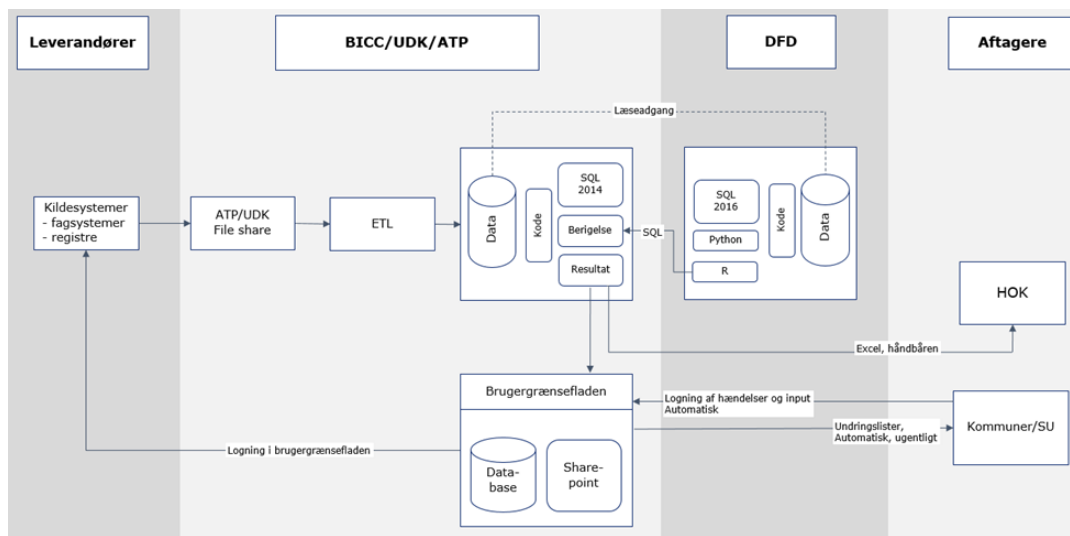 Leverandører
BICC/UDK/ATP
DFD
Aftagere
Læseadgang
Kildesystemer
- fagsystemer
- registre
ATP/UDK
File share
ETL
Data
Kode
SQL
2014
Berigelse
Resultat
SQL
SQL
2016
Python
R
Kode
Data
HOK
Excel, håndbåren
Brugergrænsefladen
Data-
base
Share-
point
Logning af hændelser og input
Automatisk
Undringslister,
Automatisk, ugentligt
Kommuner/SU
Logning i brugergrænsefladen